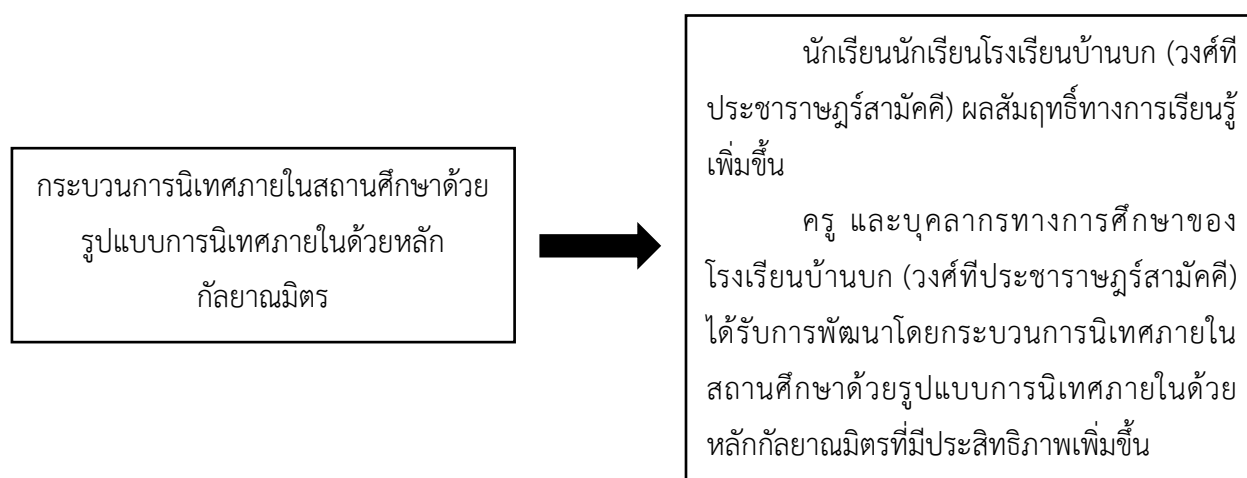 กระบวนการนิเทศภายในสถานศึกษาด้วย
รูปแบบการนิเทศภายในด้วยหลัก
กัลยาณมิตร
นักเรียนนักเรียนโรงเรียนบ้านบก (วงศ์ที
ประชาราษฎร์สามัคคี) ผลสัมฤทธิ์ทางการเรียนรู้
เพิ่มขึ้น
ครู และบุคลากรทางการศึกษาของ
โรงเรียนบ้านบก (วงศ์ทีประชาราษฎร์สามัคคี)
ได้รับการพัฒนาโดยกระบวนการนิเทศภายใน
สถานศึกษาด้วยรูปแบบการนิเทศภายในด้วย
หลักกัลยาณมิตรที่มีประสิทธิภาพเพิ่มขึ้น